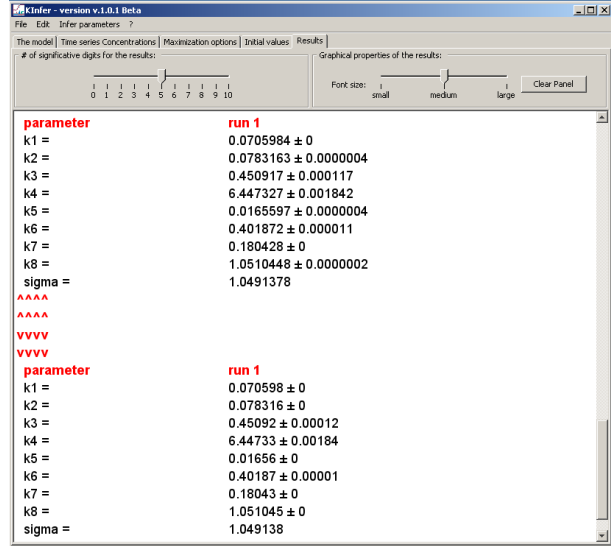 KInfer - version v.1.0.1 Beta
File Edit Infer parameters ?
The model Time series Concentrations Maximization options Initial values Results
# of significative digits for the results: Graphical properties of the results:
Font size: small medium large Clear Panel
0 1 2 3 4 5 6 7 8 9 10
parameter run 1
k1 = 0.0705984 ± 0
k2 = 0.0783163 ± 0.0000004
k3 = 0.450917 ± 0.000117
k4 = 6.447327 ± 0.001842
k5 = 0.0165597 ± 0.0000004
k6 = 0.401872 ± 0.000011
k7 = 0.180428 ± 0
k8 = 1.0510448 ± 0.0000002
sigma = 1.0491378
^^^^
^^^^
vvvv
vvvv
parameter run 1
k1 = 0.070598 ± 0
k2 = 0.078316 ± 0
k3 = 0.45092 ± 0.00012
k4 = 6.44733 ± 0.00184
k5 = 0.01656 ± 0
k6 = 0.40187 ± 0.00001
k7 = 0.18043 ± 0
k8 = 1.051045 ± 0
sigma = 1.049138